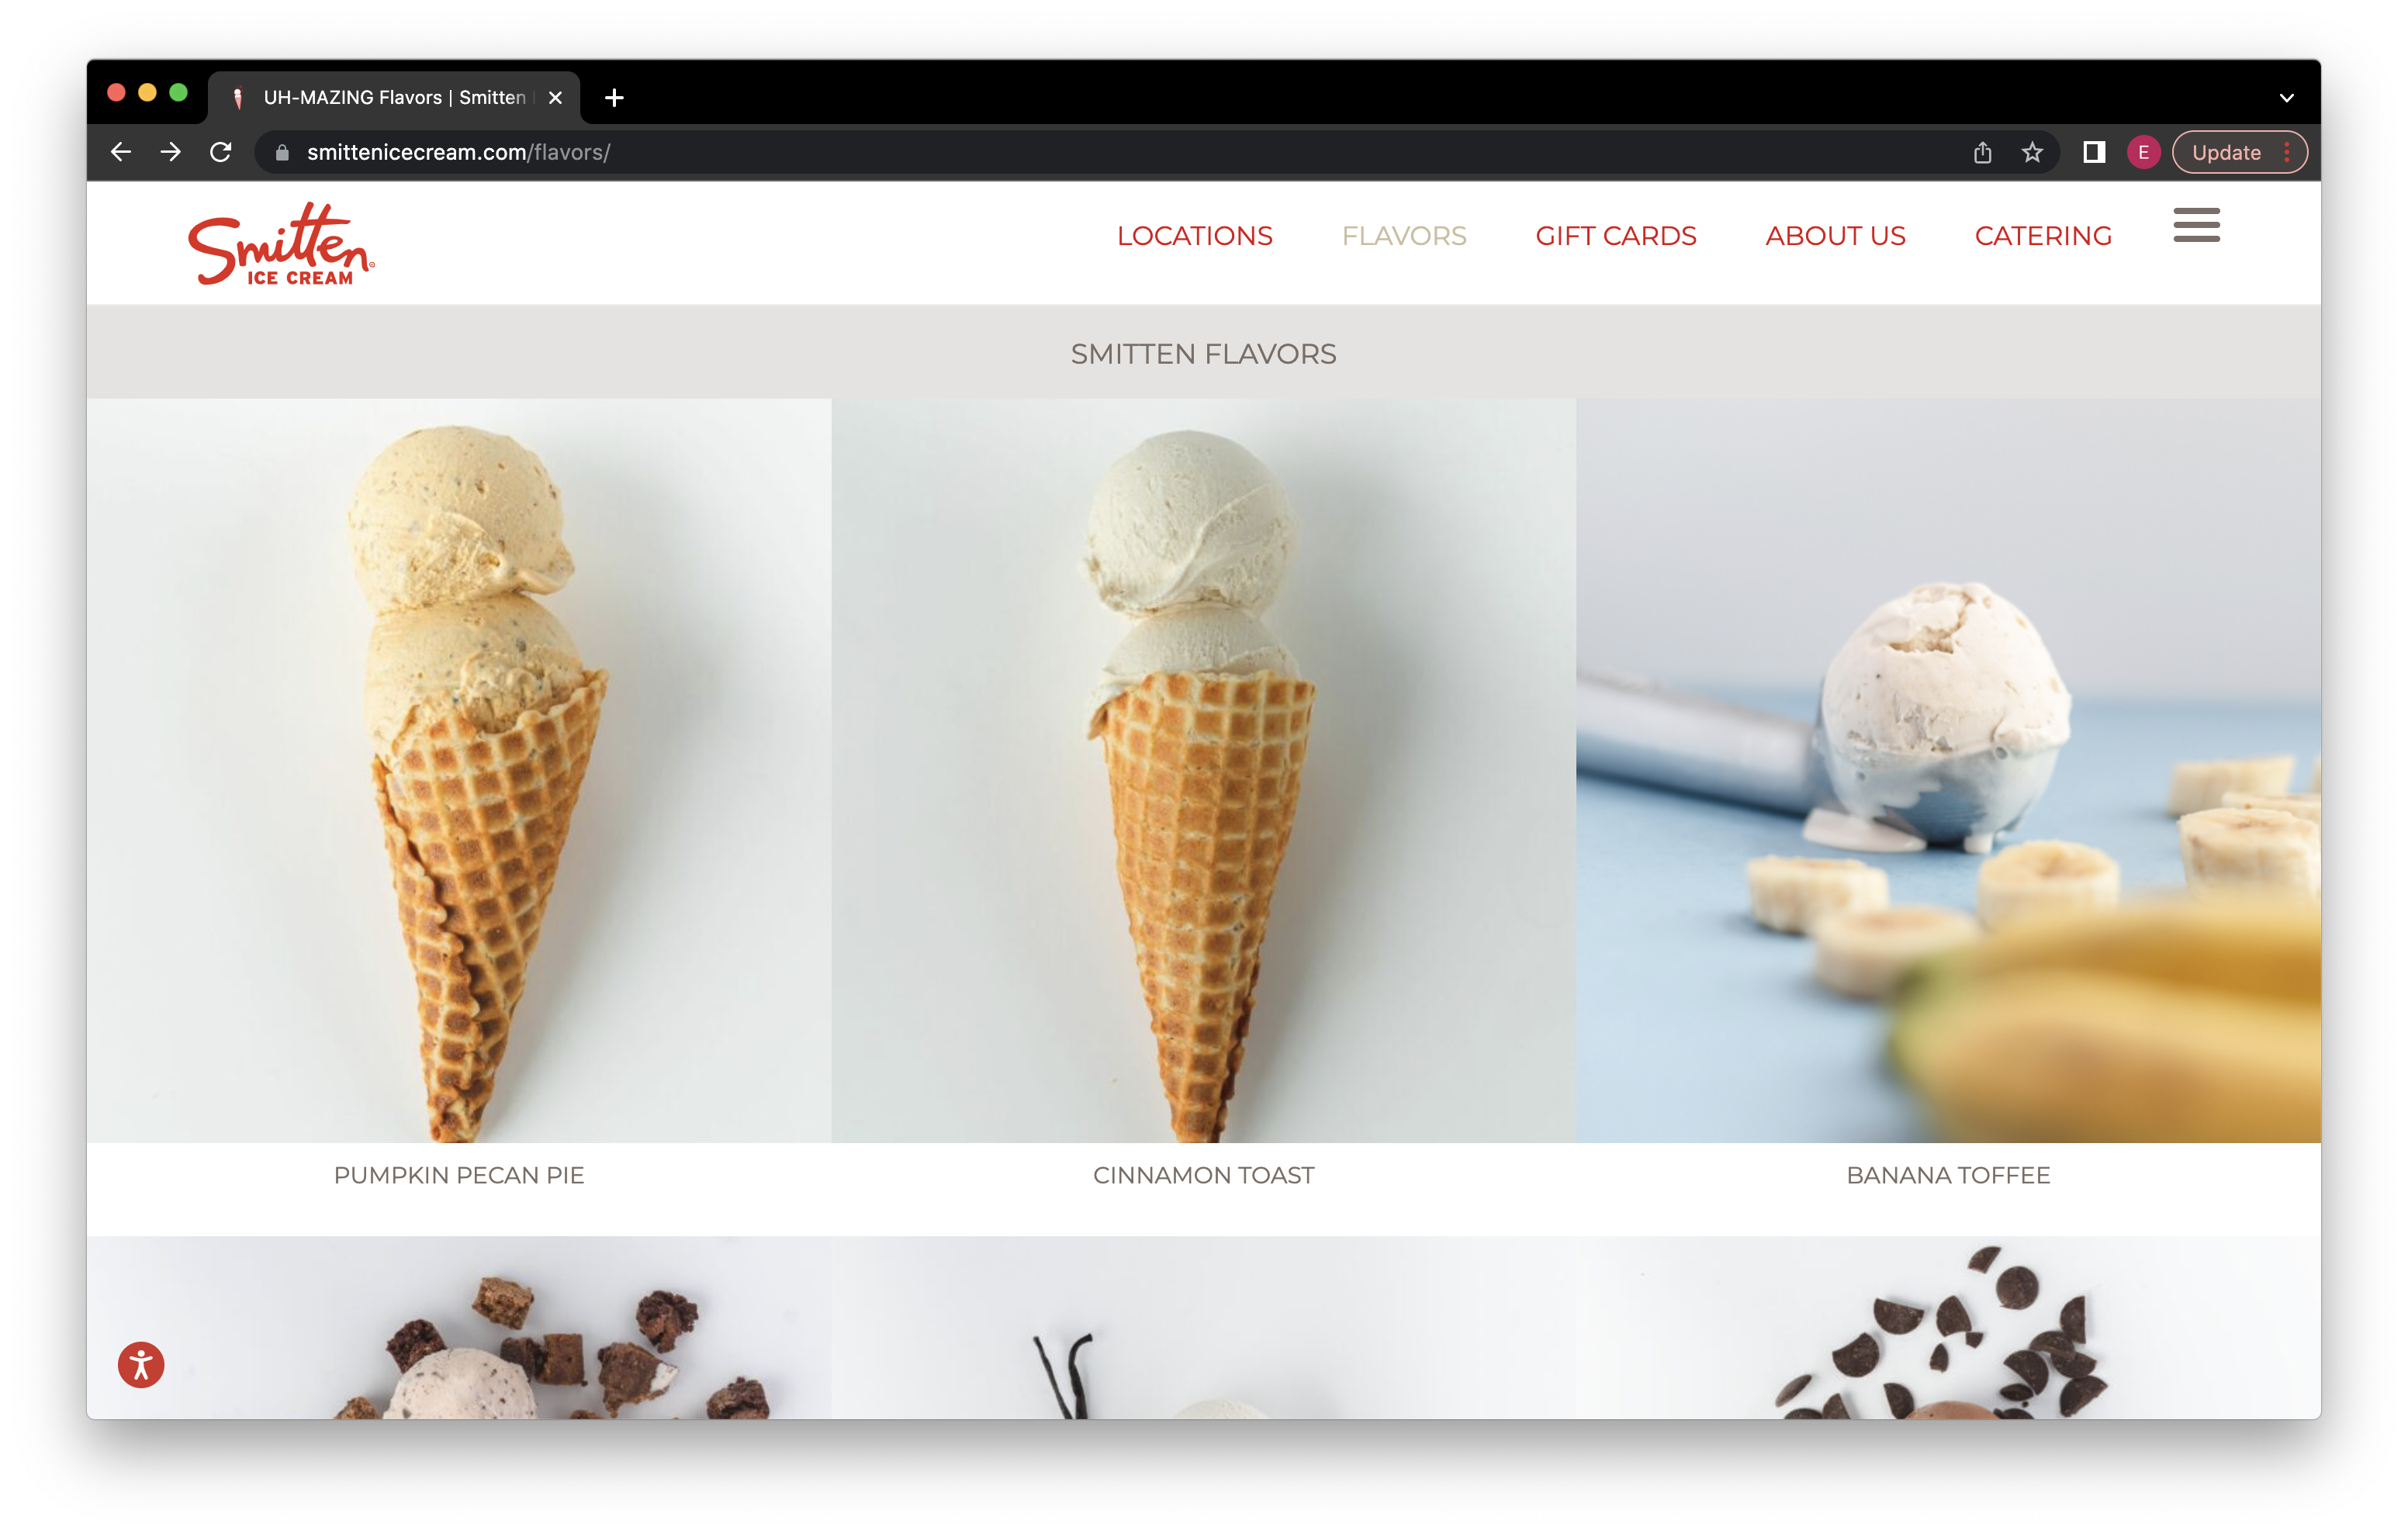 UH-MAZING Flavors | Smitten
smittenicecream.com/flavors/
E
Update
Smitten
ICE CREAM
LOCATIONS
FLAVORS
GIFT CARDS
ABOUT US
CATERING
SMITTEN FLAVORS
PUMPKIN PECAN PIE
CINNAMON TOAST
BANANA TOFFEE